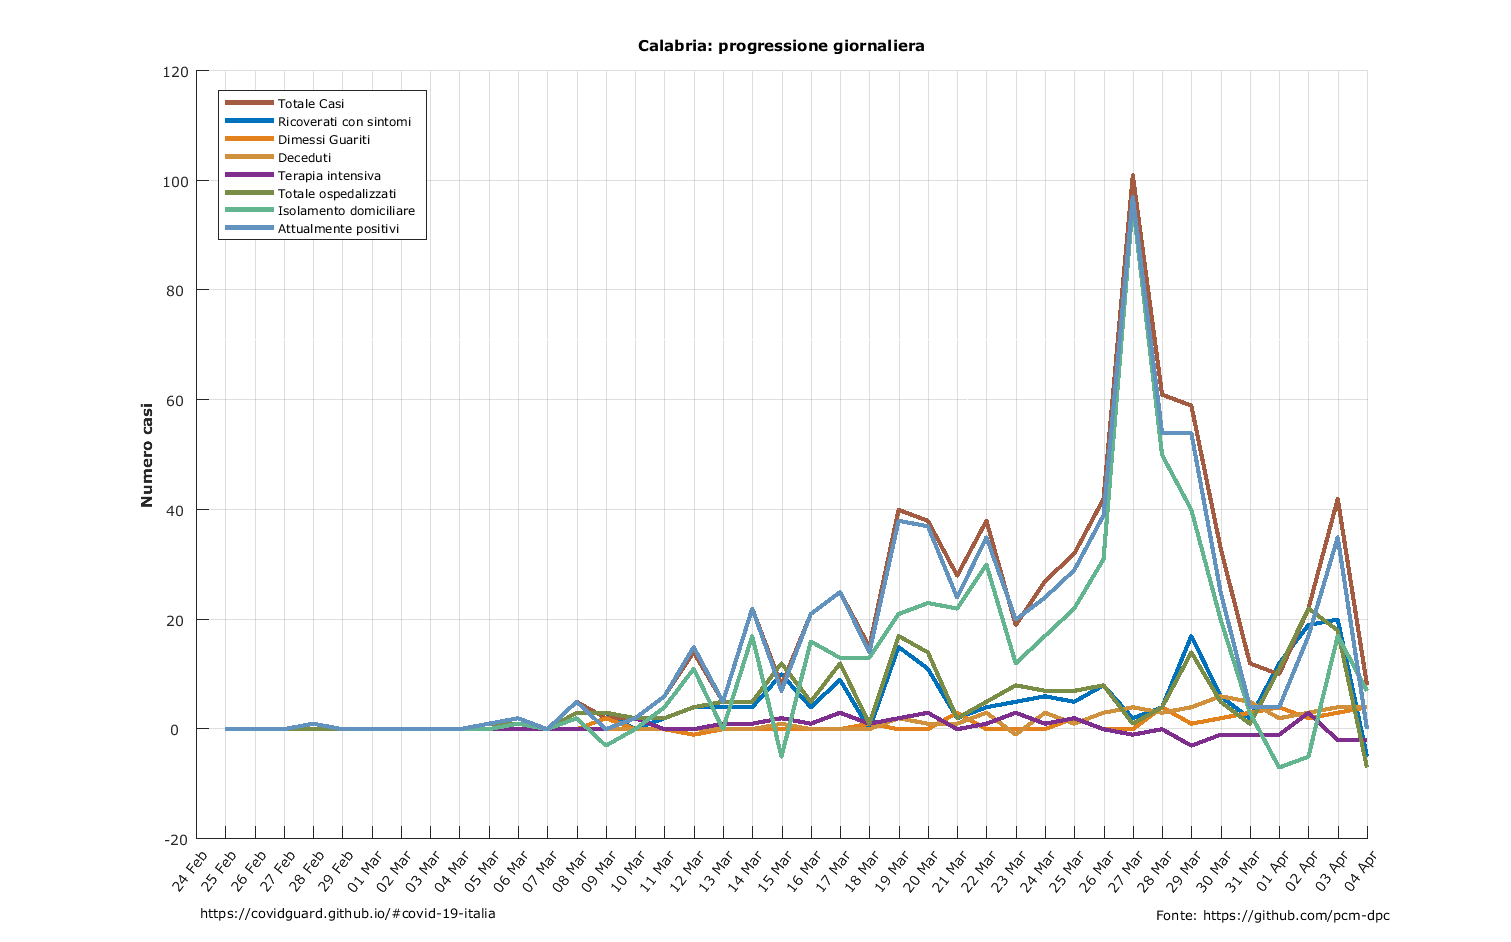 Calabria: progressione giornaliera
120
100
80
60
40
20
0
-20
Numero casi
Totale Casi
Ricoverati con sintomi
Dimessi Guariti
Deceduti
Terapia intensiva
Totale ospedalizzati
Isolamento domiciliare
Attualmente positivi
24 Feb
25 Feb
26 Feb
27 Feb
28 Feb
29 Feb
01 Mar
02 Mar
03 Mar
04 Mar
05 Mar
06 Mar
07 Mar
08 Mar
09 Mar
10 Mar
11 Mar
12 Mar
13 Mar
14 Mar
15 Mar
16 Mar
17 Mar
18 Mar
19 Mar
20 Mar
21 Mar
22 Mar
23 Mar
24 Mar
25 Mar
26 Mar
27 Mar
28 Mar
29 Mar
30 Mar
31 Mar
01 Apr
02 Apr
03 Apr
04 Apr
https://covidguard.github.io/#covid-19-italia
Fonte: https://github.com/pcm-dpc